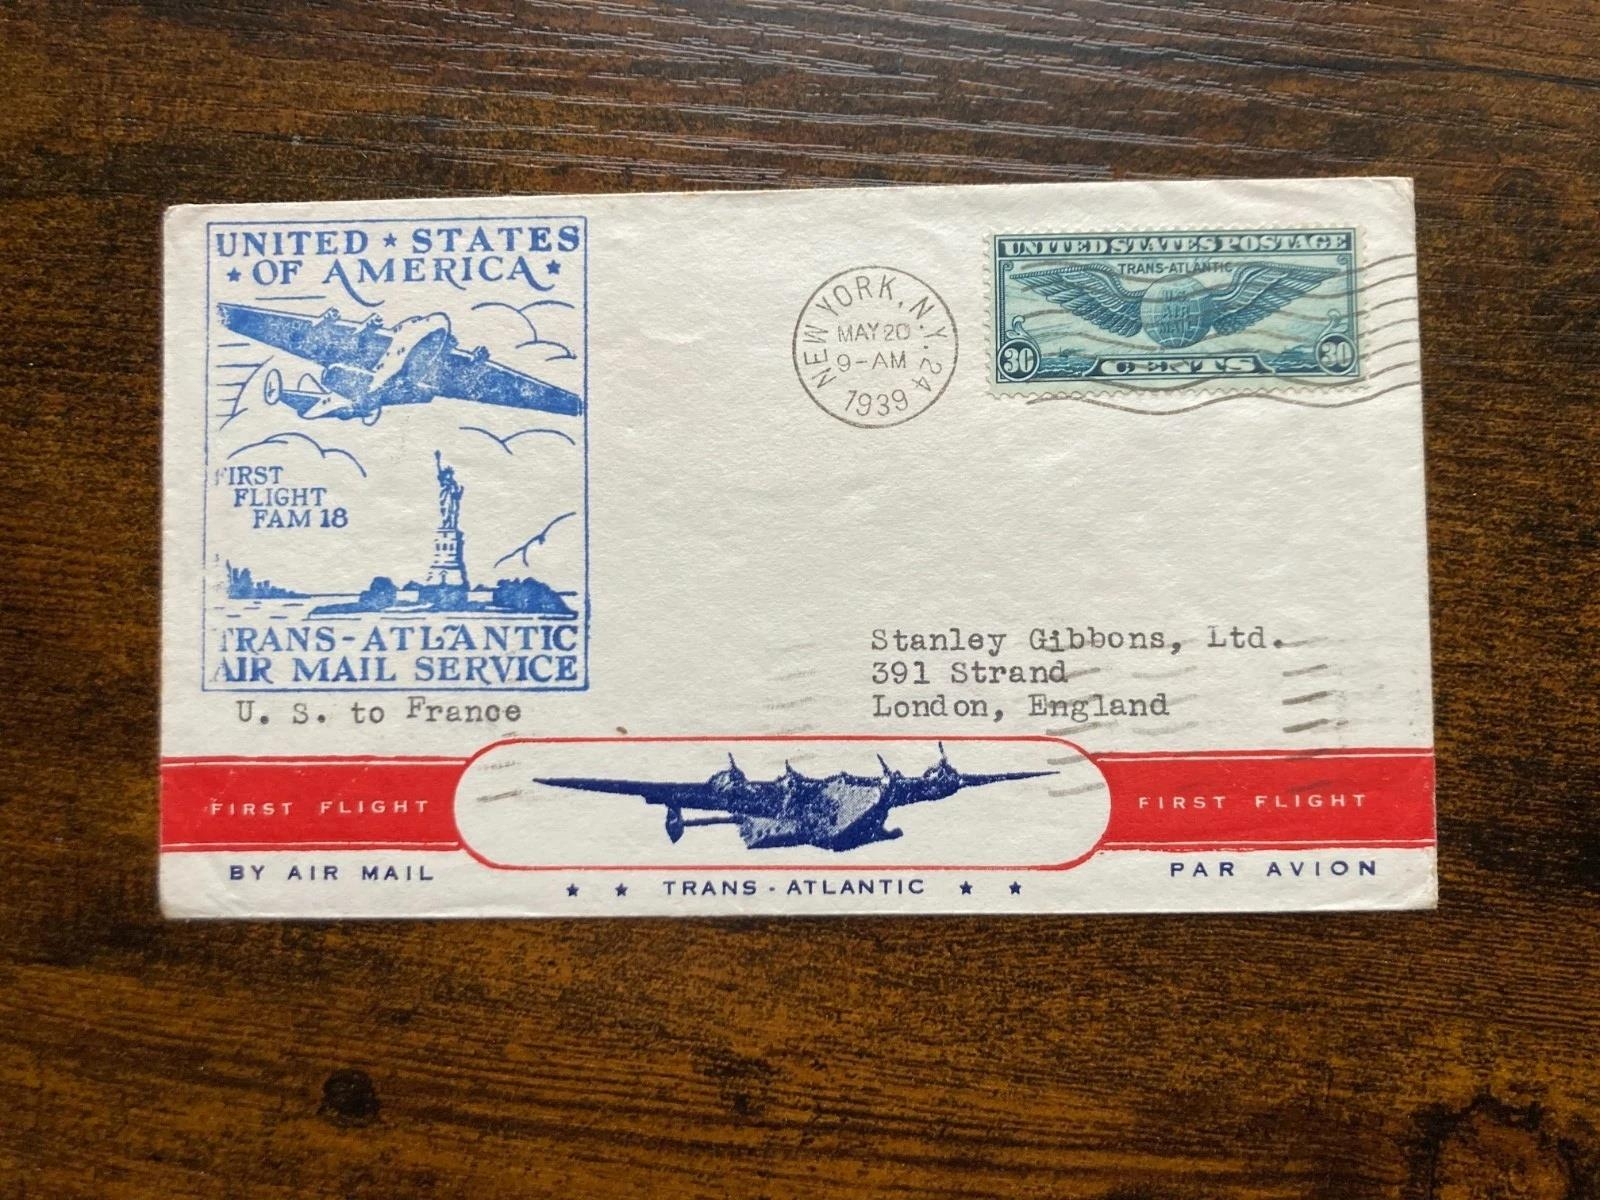 UNITED ★ STATES
★ OF AMERICA ★
FIRST
FLIGHT
FAM 18
TRANS-ATLANTIC
AIR MAIL SERVICE
U. S. to France
NEW YORK, N.Y. 24
MAY 20
9-AM
1939
UNITED STATES POSTAGE
TRANS-ATLANTIC
U.S.
AIR
MAIL
30 CENTS 30
Stanley Gibbons, Ltd.
391 Strand
London, England
FIRST FLIGHT FIRST FLIGHT
BY AIR MAIL ★ ★ TRANS-ATLANTIC ★ ★ PAR AVION